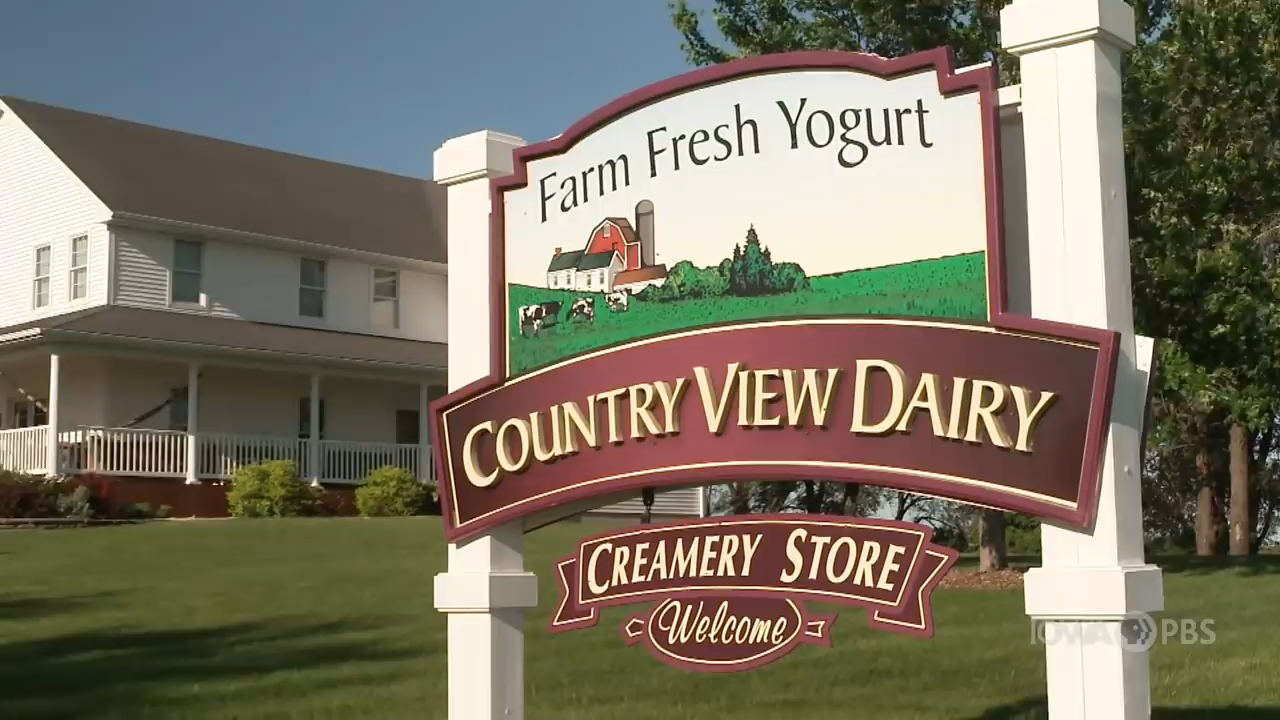 Farm Fresh Yogurt
COUNTRY VIEW DAIRY
CREAMERY STORE
Welcome
IOWA PBS